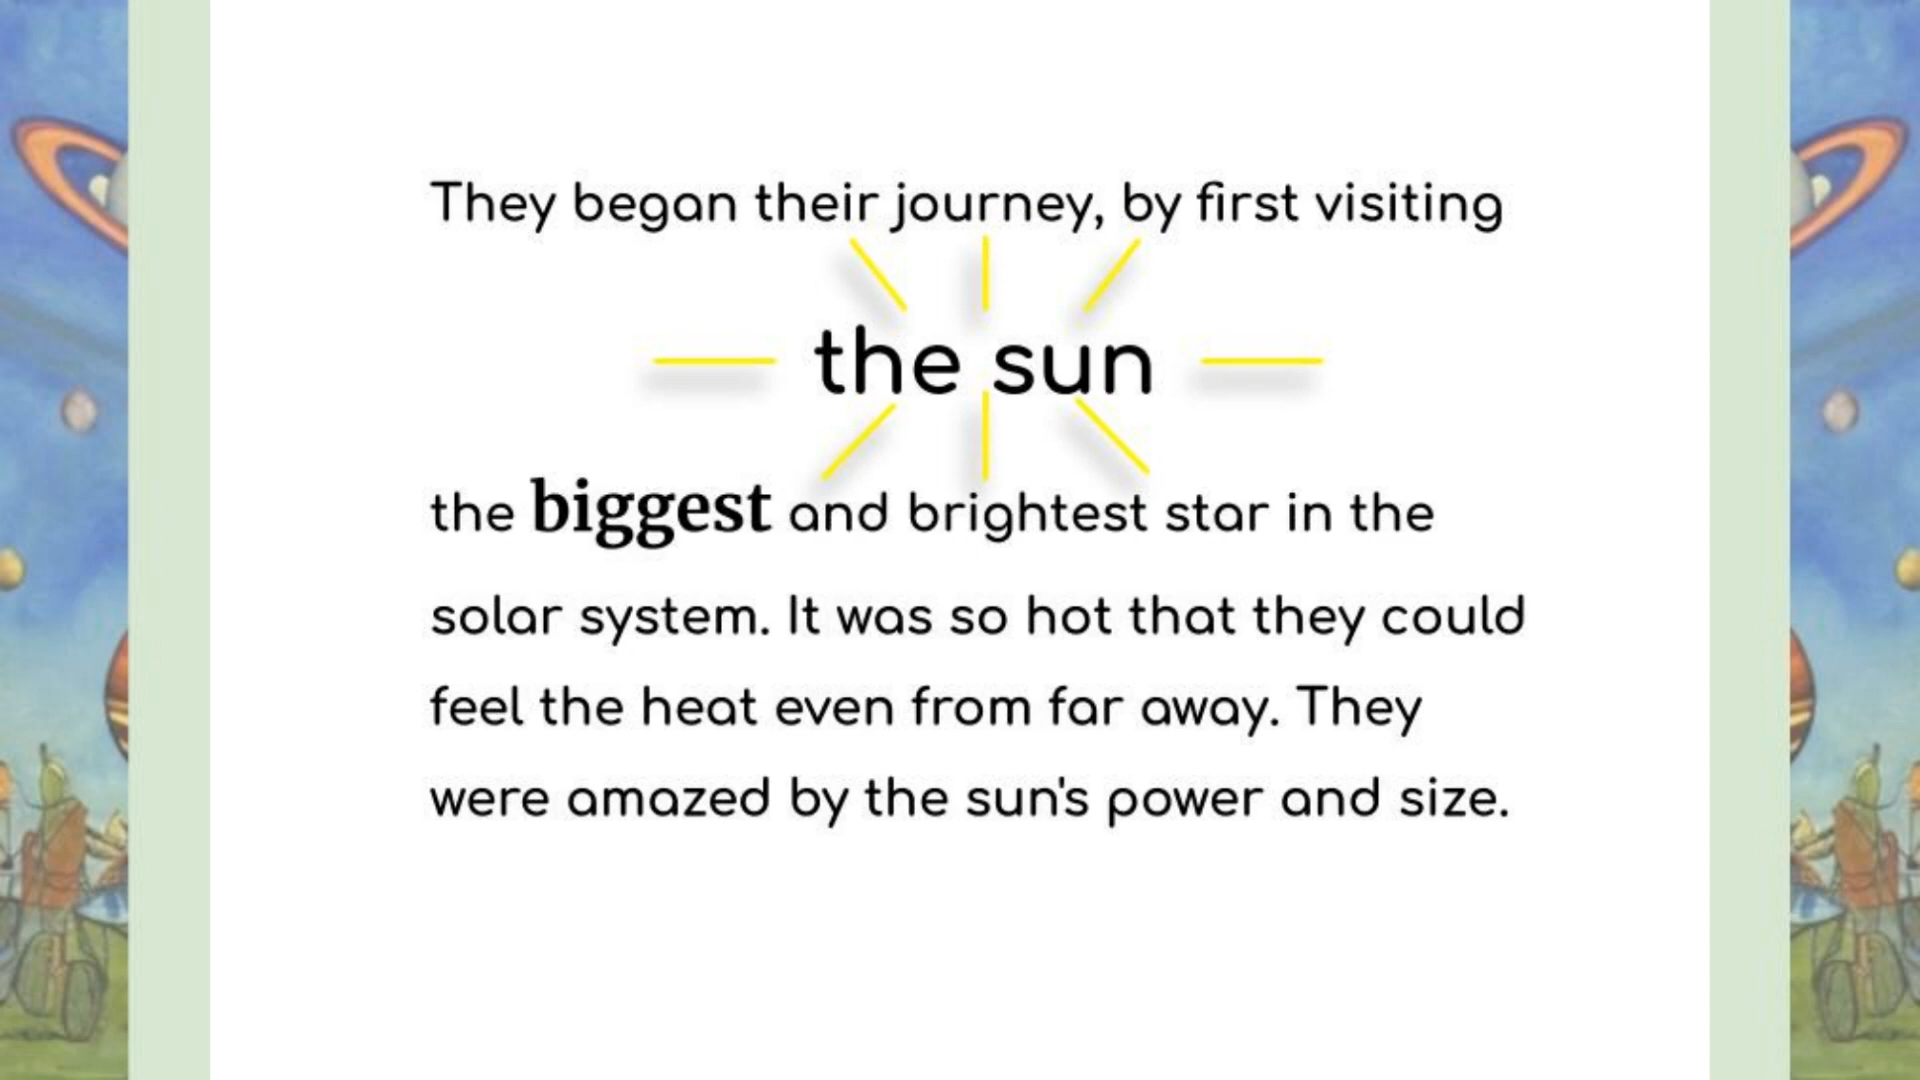 They began their journey, by first visiting
the sun
the biggest and brightest star in the
solar system. It was so hot that they could
feel the heat even from far away. They
were amazed by the sun's power and size.